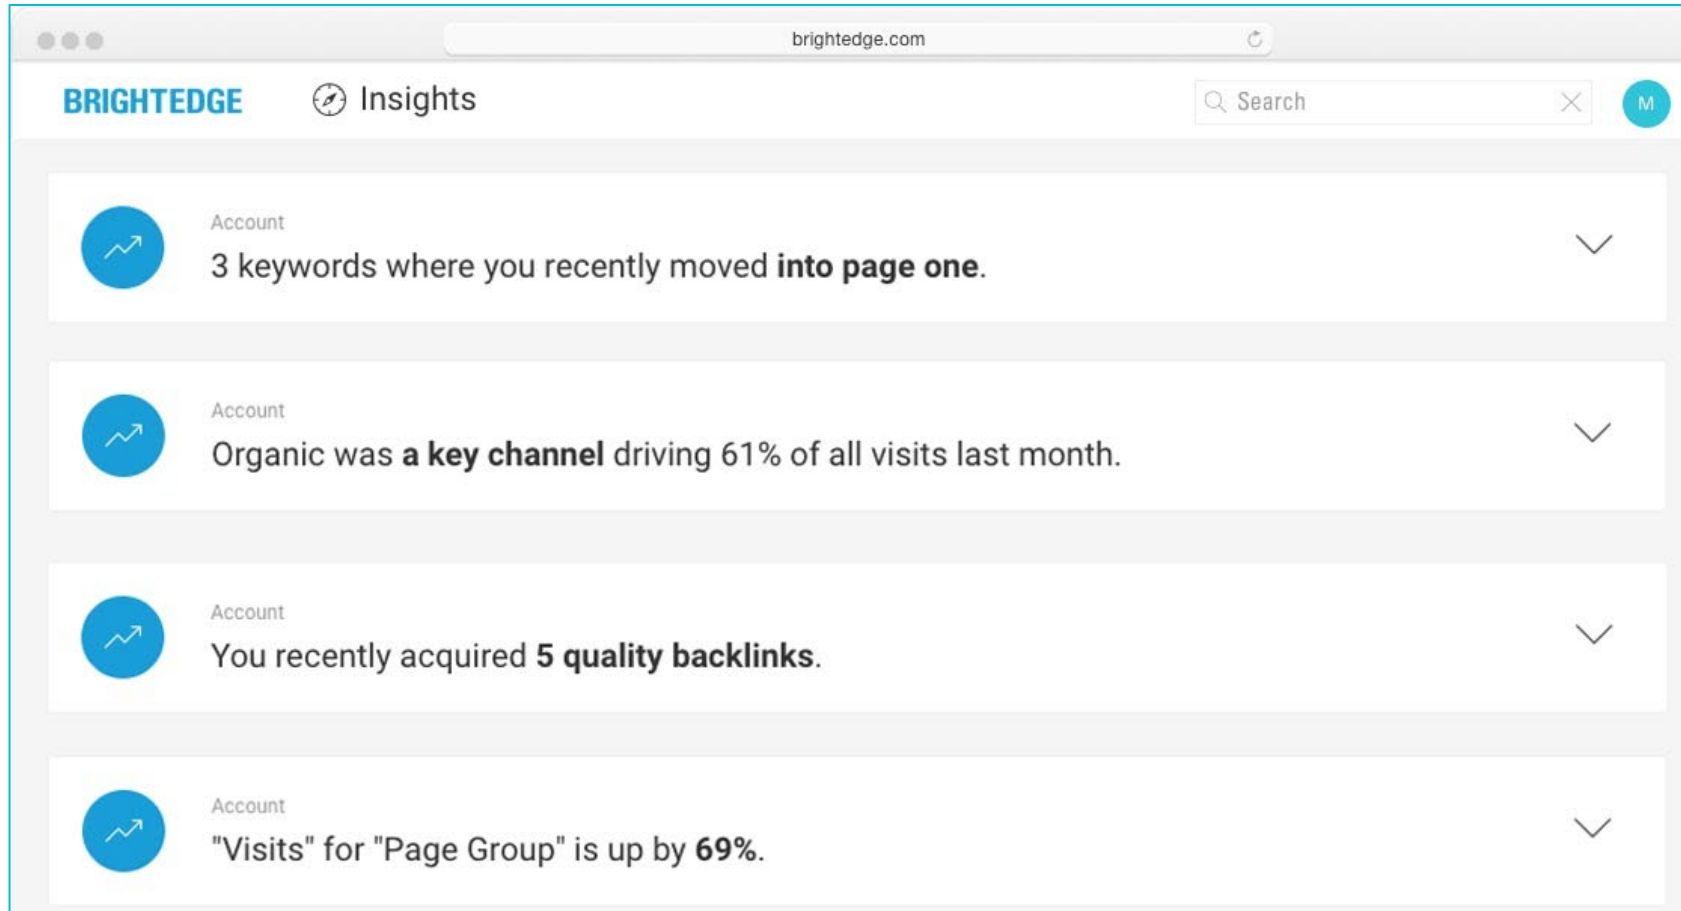 brightedge.com
BRIGHTEDGE Insights Search M
Account
3 keywords where you recently moved into page one.
Account
Organic was a key channel driving 61% of all visits last month.
Account
You recently acquired 5 quality backlinks.
Account
"Visits" for "Page Group" is up by 69%.